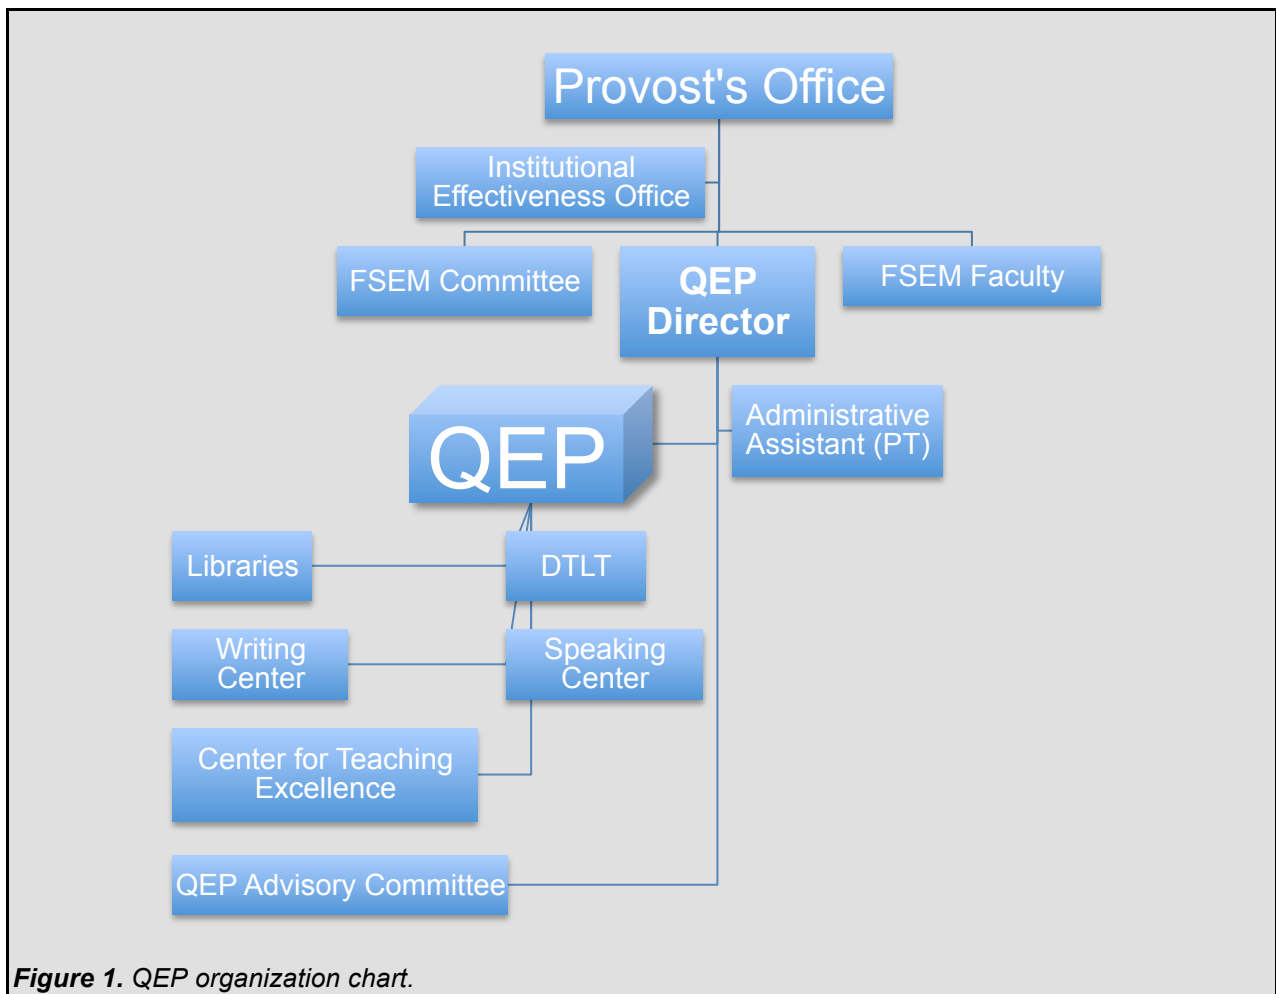 Provost's Office
Institutional
Effectiveness Office
FSEM Committee
QEP
Director
FSEM Faculty
QEP
Administrative
Assistant (PT)
Libraries
DTLT
Writing
Center
Speaking
Center
Center for Teaching
Excellence
QEP Advisory Committee
Figure 1. QEP organization chart.